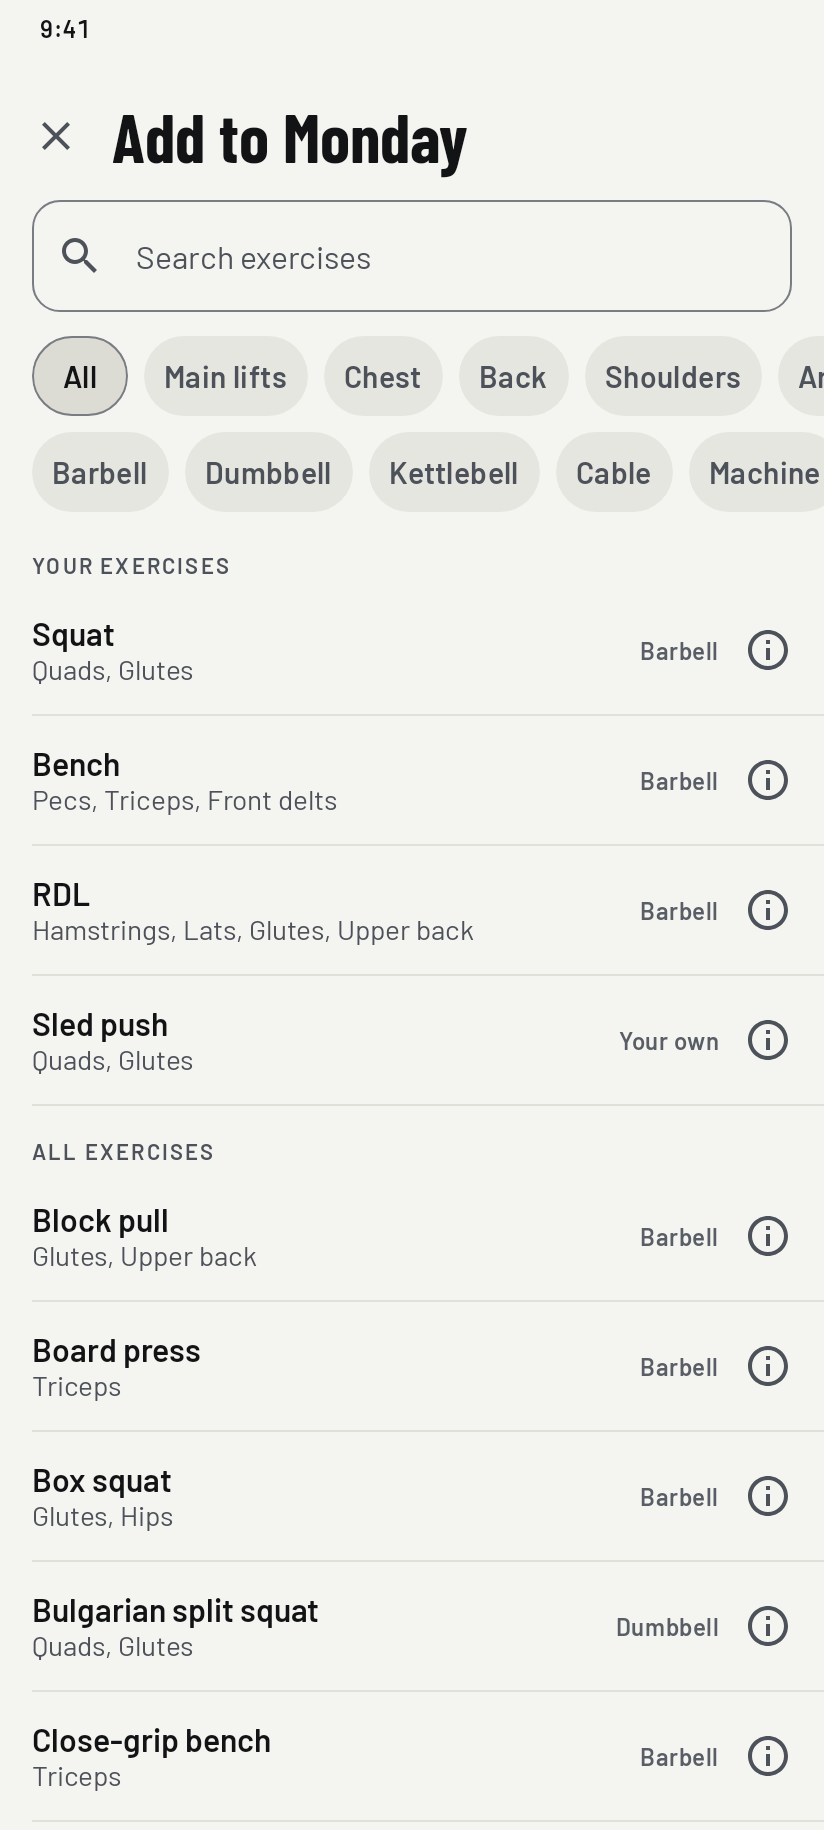 9:41
Add to Monday
Search exercises
All Main lifts Chest Back Shoulders
Barbell Dumbbell Kettlebell Cable Machine
YOUR EXERCISES
Squat
Quads, Glutes
Barbell
Bench
Pecs, Triceps, Front delts
Barbell
RDL
Hamstrings, Lats, Glutes, Upper back
Barbell
Sled push
Quads, Glutes
Your own
ALL EXERCISES
Block pull
Glutes, Upper back
Barbell
Board press
Triceps
Barbell
Box squat
Glutes, Hips
Barbell
Bulgarian split squat
Quads, Glutes
Dumbbell
Close-grip bench
Triceps
Barbell